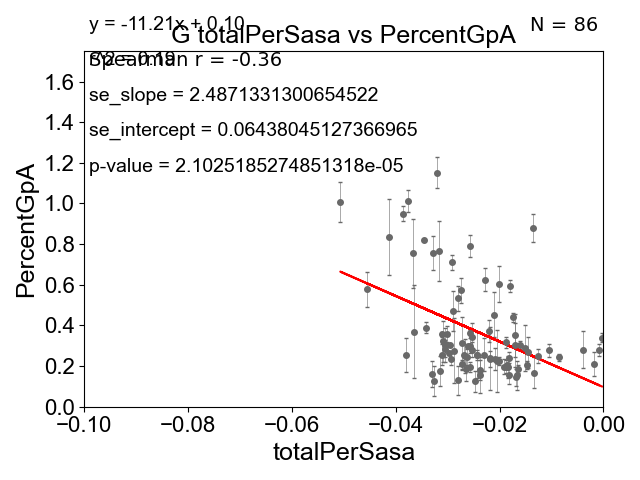 y = -11.21x + 0.10
N = 86
G totalPerSasa vs PercentGpA
Spearman r = -0.36
se_slope = 2.4871331300654522
se_intercept = 0.06438045127366965
p-value = 2.1025185274851318e-05
PercentGpA
1.6
1.4
1.2
1.0
0.8
0.6
0.4
0.2
0.0
−0.10 −0.08 −0.06 −0.04 −0.02 0.00
totalPerSasa